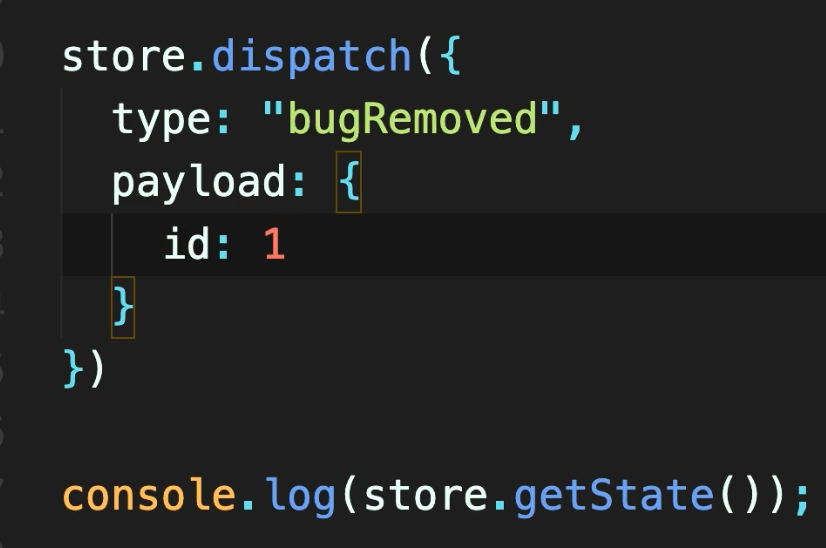 store.dispatch({
  type: "bugRemoved",
  payload: {
    id: 1
  }
})
console.log(store.getState());